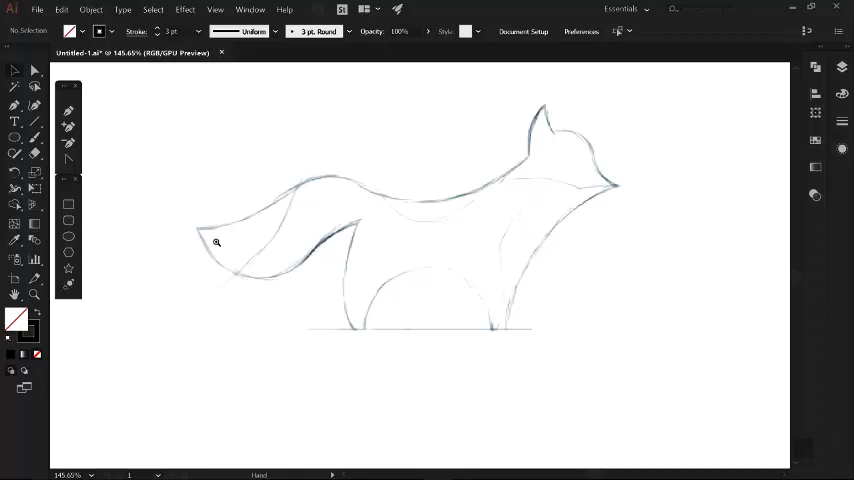 Ai File Edit Object Type Select Effect View Window Help St Essentials
No Selection Stroke: 3 pt Uniform 3 pt. Round Opacity: 100% Style: Document Setup Preferences
Untitled-1.ai* @ 145.65% (RGB/GPU Preview)
T
145.65% 1 Hand